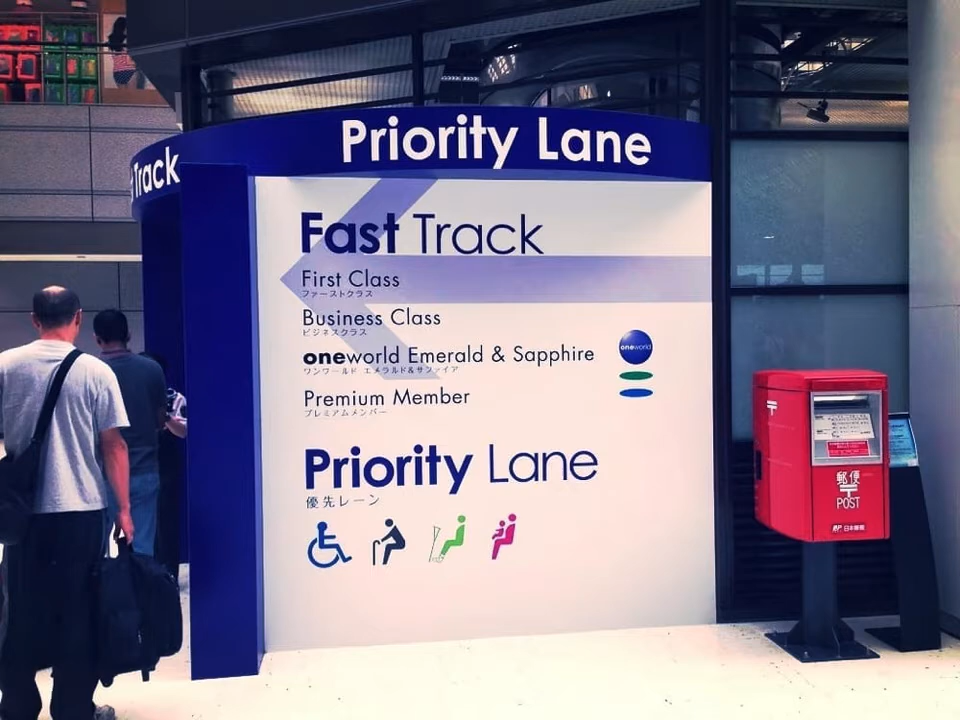 Track
Priority Lane
Fast Track
First Class
ファーストクラス
Business Class
ビジネスクラス
oneworld Emerald & Sapphire
ワンワールド エメラルド&サファイア
Premium Member
プレミアムメンバー
Priority Lane
優先レーン
oneworld
郵便
〒
POST
日本郵便